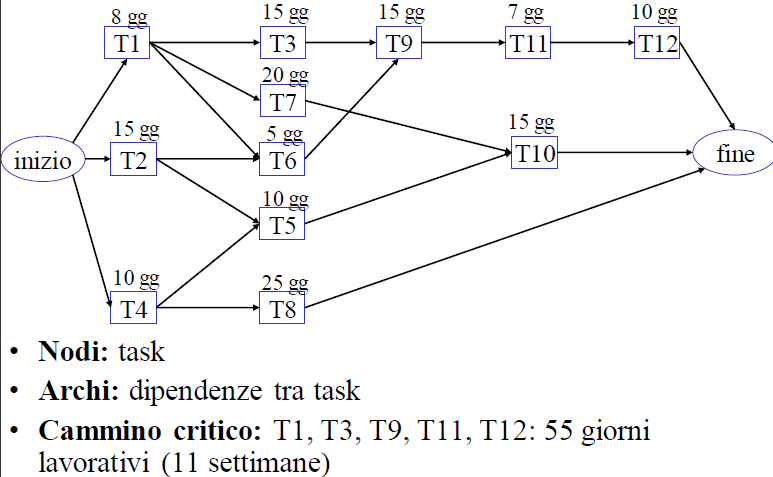 8 gg
15 gg
15 gg
7 gg
10 gg
T1
T3
T9
T11
T12
20 gg
T7
15 gg
5 gg
15 gg
inizio
T2
T6
T10
fine
10 gg
T5
10 gg
25 gg
T4
T8
• Nodi: task
• Archi: dipendenze tra task
• Cammino critico: T1, T3, T9, T11, T12: 55 giorni
lavorativi (11 settimane)